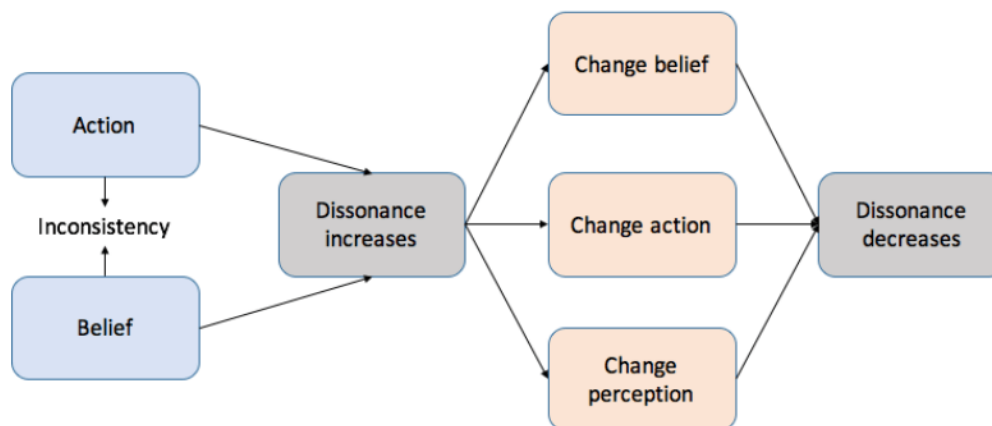 Action
Inconsistency
Belief
Dissonance
increases
Change belief
Change action
Change
perception
Dissonance
decreases